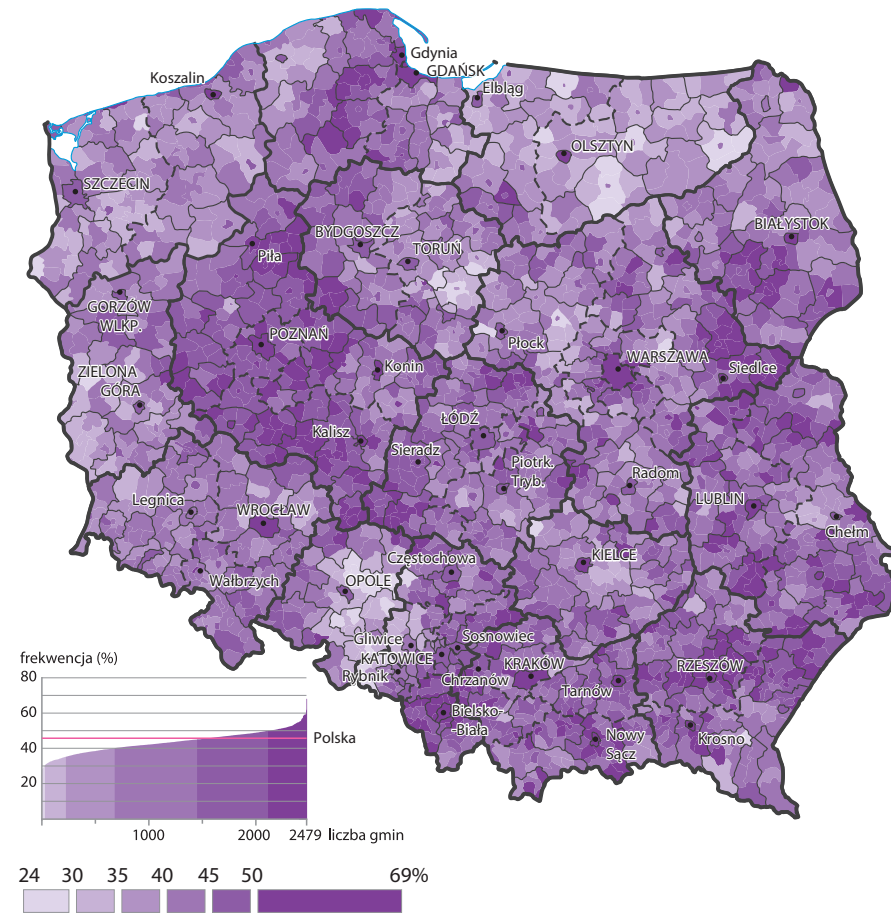 Gdynia
GDAŃSK
Koszalin
Elbląg
OLSZTYN
SZCZECIN
BIAŁYSTOK
BYDGOSZCZ
TORUŃ
Piła
GORZÓW
WLKP.
POZNAŃ
Płock
WARSZAWA
Siedlce
ZIELONA
GÓRA
Konin
Kalisz
ŁÓDŹ
Sieradz
Piotrk.
Tryb.
Radom
LUBLIN
Chełm
Legnica
WROCŁAW
Wałbrzych
Częstochowa
KIELCE
OPOLE
Gliwice
Sosnowiec
KATOWICE
Rybnik
Chrzanów
KRAKÓW
Tarnów
RZESZÓW
Bielsko-
-Biała
Nowy
Sącz
Krosno
frekwencja (%)
80
60
40
20
Polska
1000 2000 2479 liczba gmin
24 30 35 40 45 50 69%